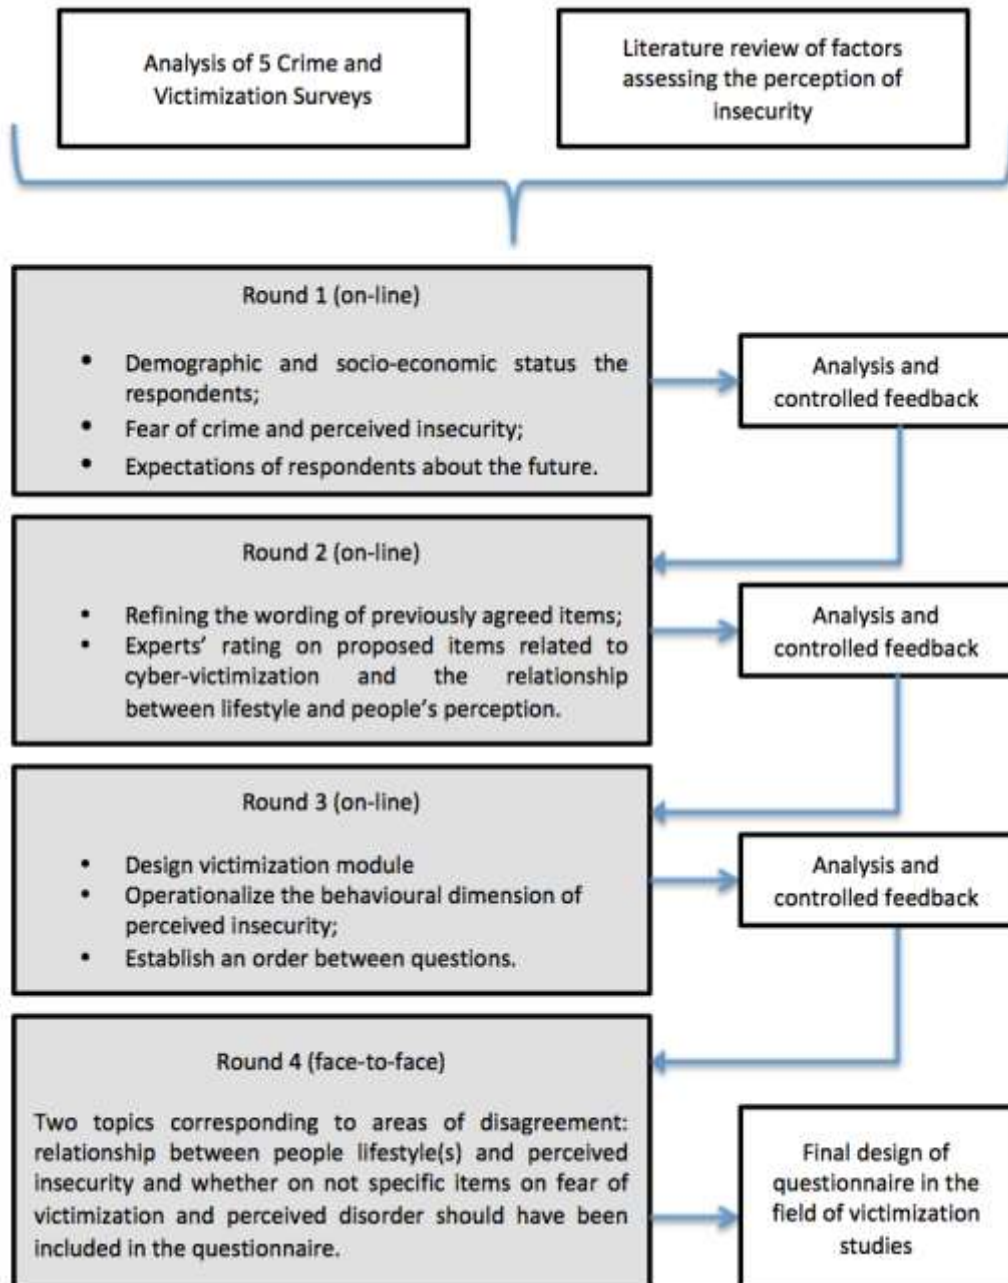 Analysis of 5 Crime and
Victimization Surveys
Literature review of factors
assessing the perception of
insecurity
Round 1 (on-line)
• Demographic and socio-economic status the
respondents;
• Fear of crime and perceived insecurity;
• Expectations of respondents about the future.
Analysis and
controlled feedback
Round 2 (on-line)
• Refining the wording of previously agreed items;
• Experts' rating on proposed items related to
cyber-victimization and the relationship
between lifestyle and people's perception.
Analysis and
controlled feedback
Round 3 (on-line)
• Design victimization module
• Operationalize the behavioural dimension of
perceived insecurity;
• Establish an order between questions.
Analysis and
controlled feedback
Round 4 (face-to-face)
Two topics corresponding to areas of disagreement:
relationship between people lifestyle(s) and perceived
insecurity and whether on not specific items on fear of
victimization and perceived disorder should have been
included in the questionnaire.
Final design of
questionnaire in the
field of victimization
studies